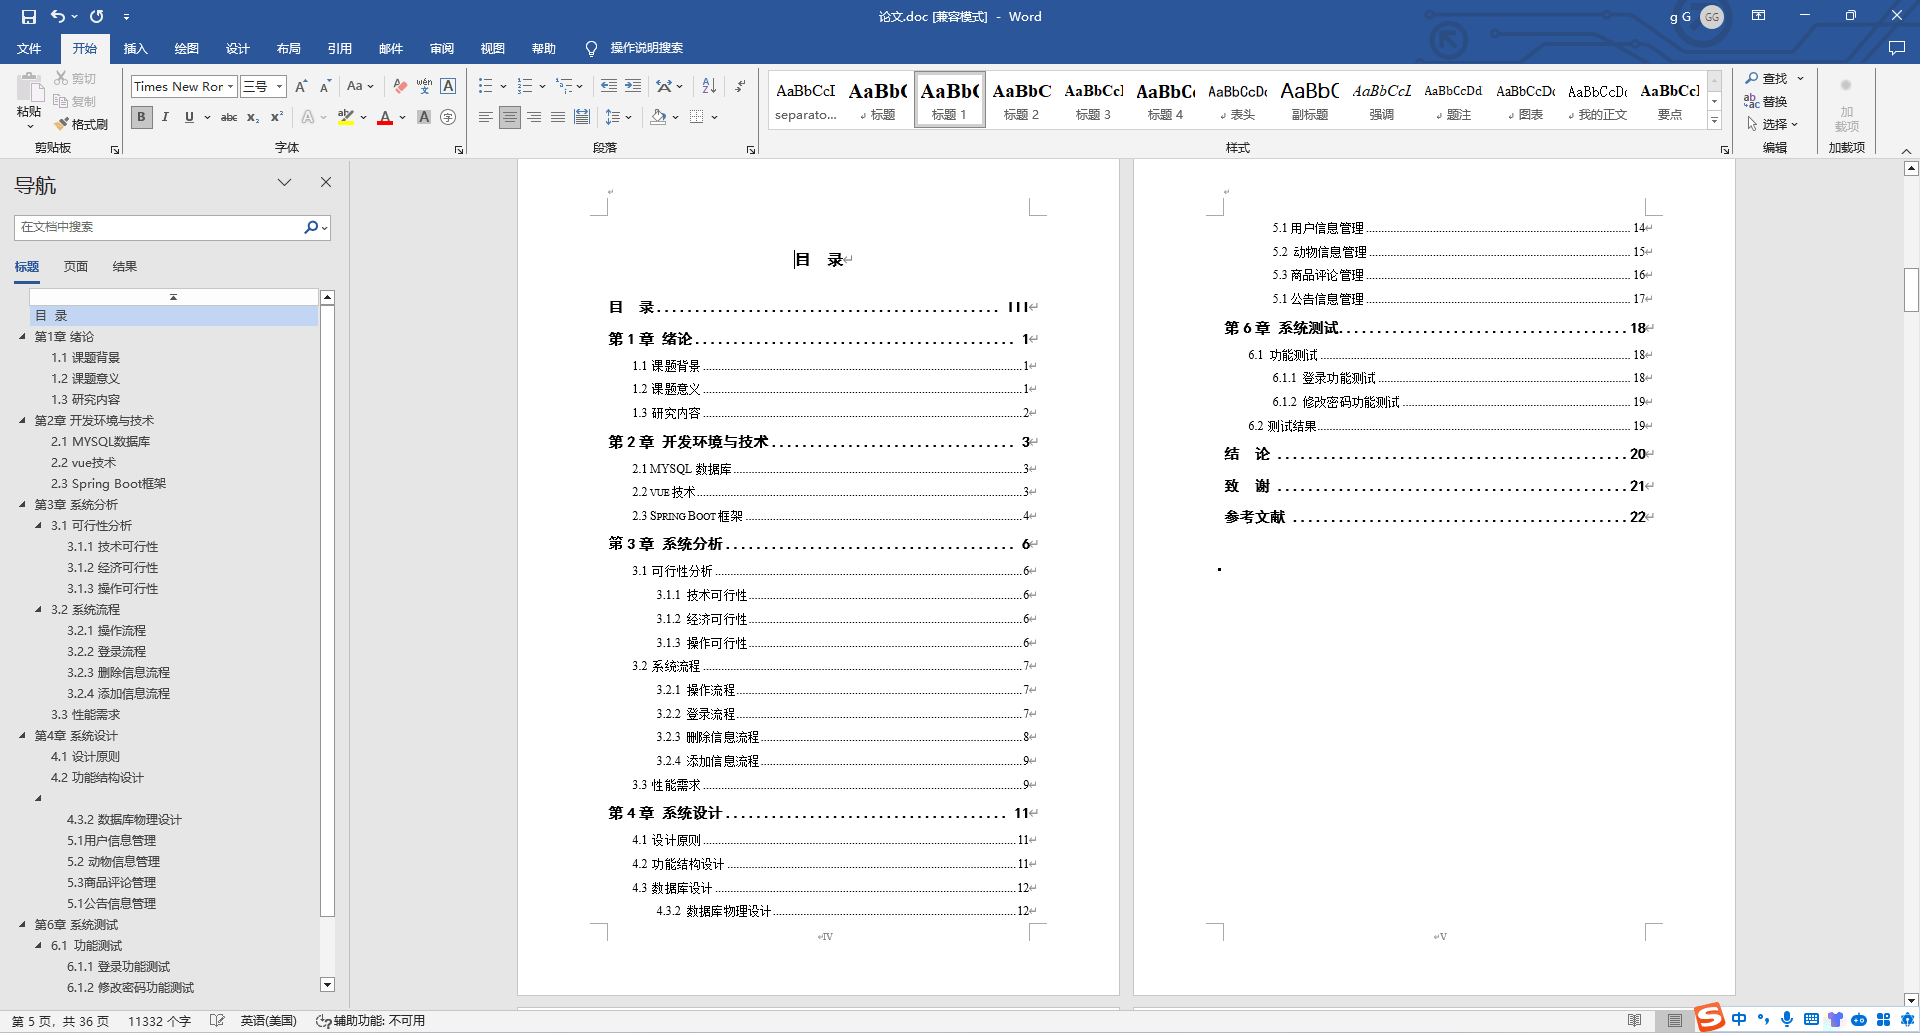 论文.doc [兼容模式] - Word
g G GG
文件 开始 插入 绘图 设计 布局 引用 邮件 审阅 视图 帮助 操作说明搜索
粘贴
剪切
复制
格式刷
Times New Ror 三号
separato...
标题
标题 1
标题 2
标题 3
标题 4
表头
副标题
强调
题注
图表
我的正文
要点
查找
替换
选择
加
载项
剪贴板 字体 段落 样式 编辑 加载项
导航
在文档中搜索
标题 页面 结果
目 录
第1章 绪论
1.1 课题背景
1.2 课题意义
1.3 研究内容
第2章 开发环境与技术
2.1 MYSQL数据库
2.2 vue技术
2.3 Spring Boot框架
第3章 系统分析
3.1 可行性分析
3.1.1 技术可行性
3.1.2 经济可行性
3.1.3 操作可行性
3.2 系统流程
3.2.1 操作流程
3.2.2 登录流程
3.2.3 删除信息流程
3.2.4 添加信息流程
3.3 性能需求
第4章 系统设计
4.1 设计原则
4.2 功能结构设计
4.3.2 数据库物理设计
5.1用户信息管理
5.2 动物信息管理
5.3商品评论管理
5.1公告信息管理
第6章 系统测试
6.1 功能测试
6.1.1 登录功能测试
6.1.2 修改密码功能测试
目 录
目 录 III
第 1 章 绪论 1
1.1 课题背景 1
1.2 课题意义 1
1.3 研究内容 2
第 2 章 开发环境与技术 3
2.1 MYSQL 数据库 3
2.2 VUE 技术 3
2.3 SPRING BOOT 框架 4
第 3 章 系统分析 6
3.1 可行性分析 6
3.1.1 技术可行性 6
3.1.2 经济可行性 6
3.1.3 操作可行性 6
3.2 系统流程 7
3.2.1 操作流程 7
3.2.2 登录流程 7
3.2.3 删除信息流程 8
3.2.4 添加信息流程 9
3.3 性能需求 9
第 4 章 系统设计 11
4.1 设计原则 11
4.2 功能结构设计 11
4.3 数据库设计 12
4.3.2 数据库物理设计 12
IV
5.1 用户信息管理 14
5.2 动物信息管理 15
5.3 商品评论管理 16
5.1 公告信息管理 17
第 6 章 系统测试 18
6.1 功能测试 18
6.1.1 登录功能测试 18
6.1.2 修改密码功能测试 19
6.2 测试结果 19
结 论 20
致 谢 21
参考文献 22
V
第 5 页，共 36 页 11332 个字 英语(美国) 辅助功能: 不可用
中